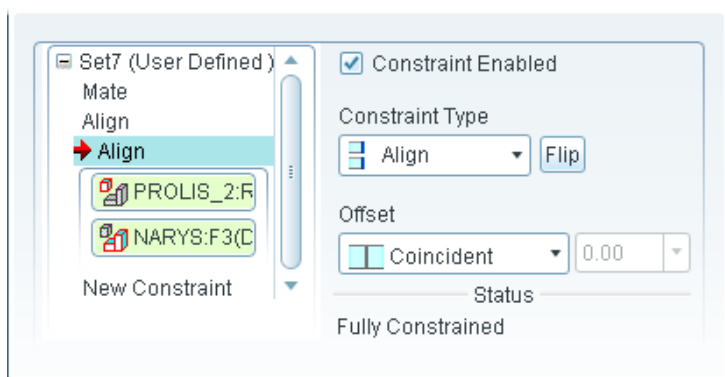 Set7 (User Defined )
Mate
Align
Align
PROLIS_2:F
NARYS:F3(D
New Constraint
Constraint Enabled
Constraint Type
Align
Flip
Offset
Coincident
0.00
Status
Fully Constrained